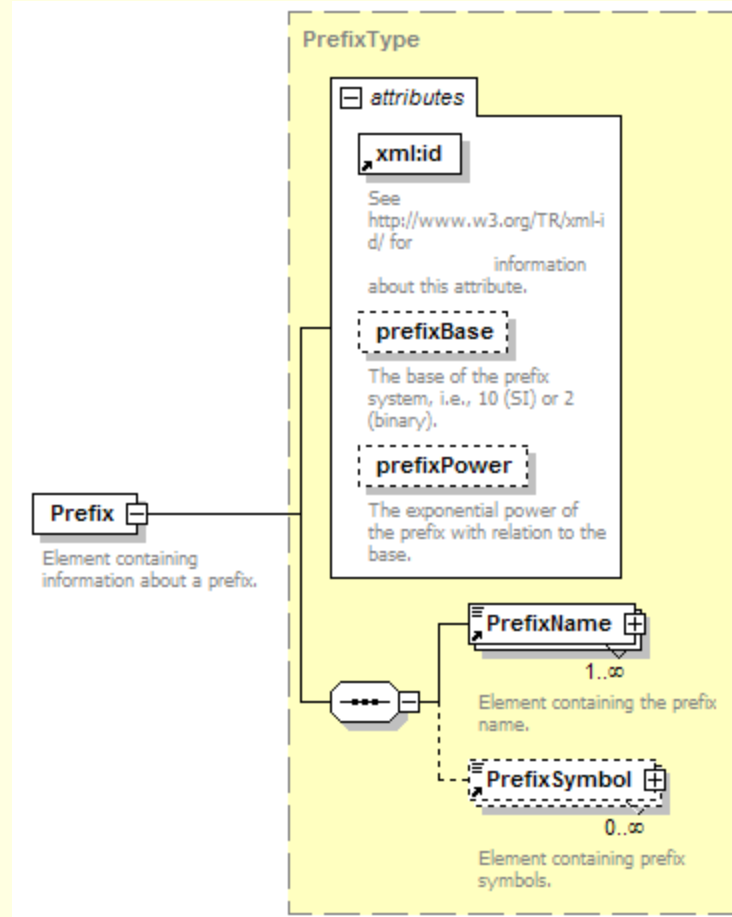 PrefixType
attributes
xml:id
See
http://www.w3.org/TR/xml-i
d/ for
information
about this attribute.
prefixBase
The base of the prefix
system, i.e., 10 (SI) or 2
(binary).
prefixPower
The exponential power of
the prefix with relation to the
base.
Prefix
Element containing
information about a prefix.
PrefixName
1..∞
Element containing the prefix
name.
PrefixSymbol
0..∞
Element containing prefix
symbols.